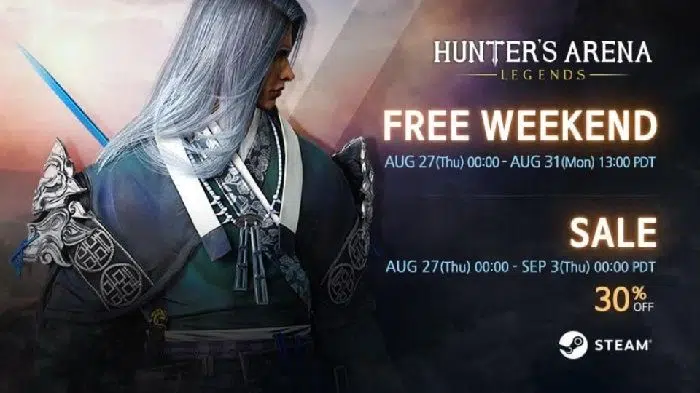 HUNTER'S ARENA
LEGENDS
FREE WEEKEND
AUG 27(Thu) 00:00 - AUG 31(Mon) 13:00 PDT
SALE
AUG 27(Thu) 00:00 - SEP 3(Thu) 00:00 PDT
30% OFF
STEAM®